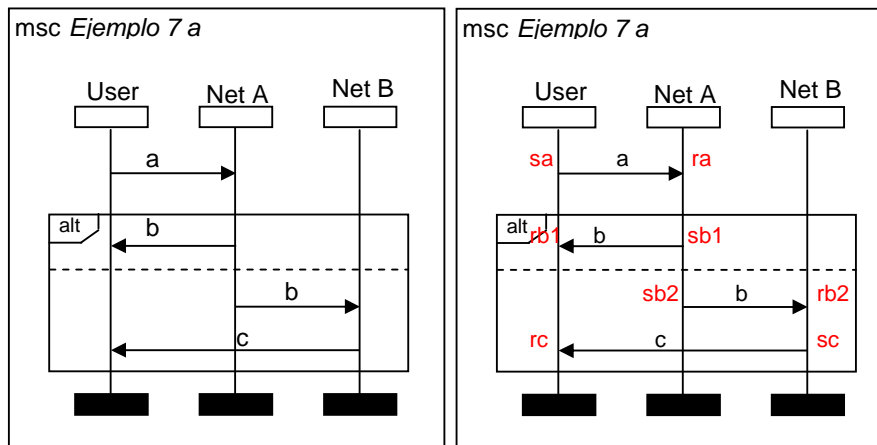 msc Ejemplo 7 a
User Net A Net B
a
alt
b
b
c
msc Ejemplo 7 a
User Net A Net B
sa a ra
alt
rb1 b sb1
sb2 b rb2
rc c sc